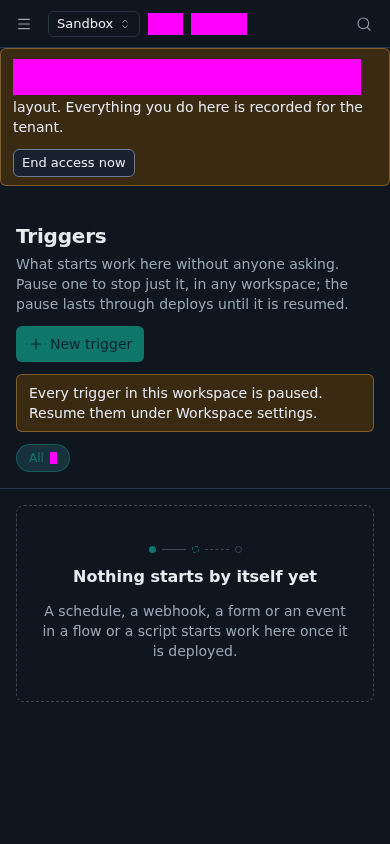 Sandbox
layout. Everything you do here is recorded for the
tenant.
End access now
Triggers
What starts work here without anyone asking.
Pause one to stop just it, in any workspace; the
pause lasts through deploys until it is resumed.
New trigger
Every trigger in this workspace is paused.
Resume them under Workspace settings.
All
Nothing starts by itself yet
A schedule, a webhook, a form or an event
in a flow or a script starts work here once it
is deployed.